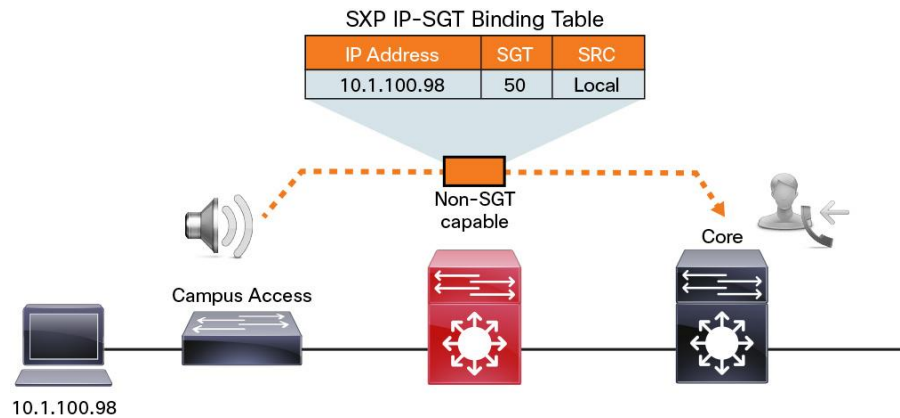 SXP IP-SGT Binding Table
IP Address SGT SRC
10.1.100.98 50 Local
Non-SGT
capable
Core
Campus Access
10.1.100.98